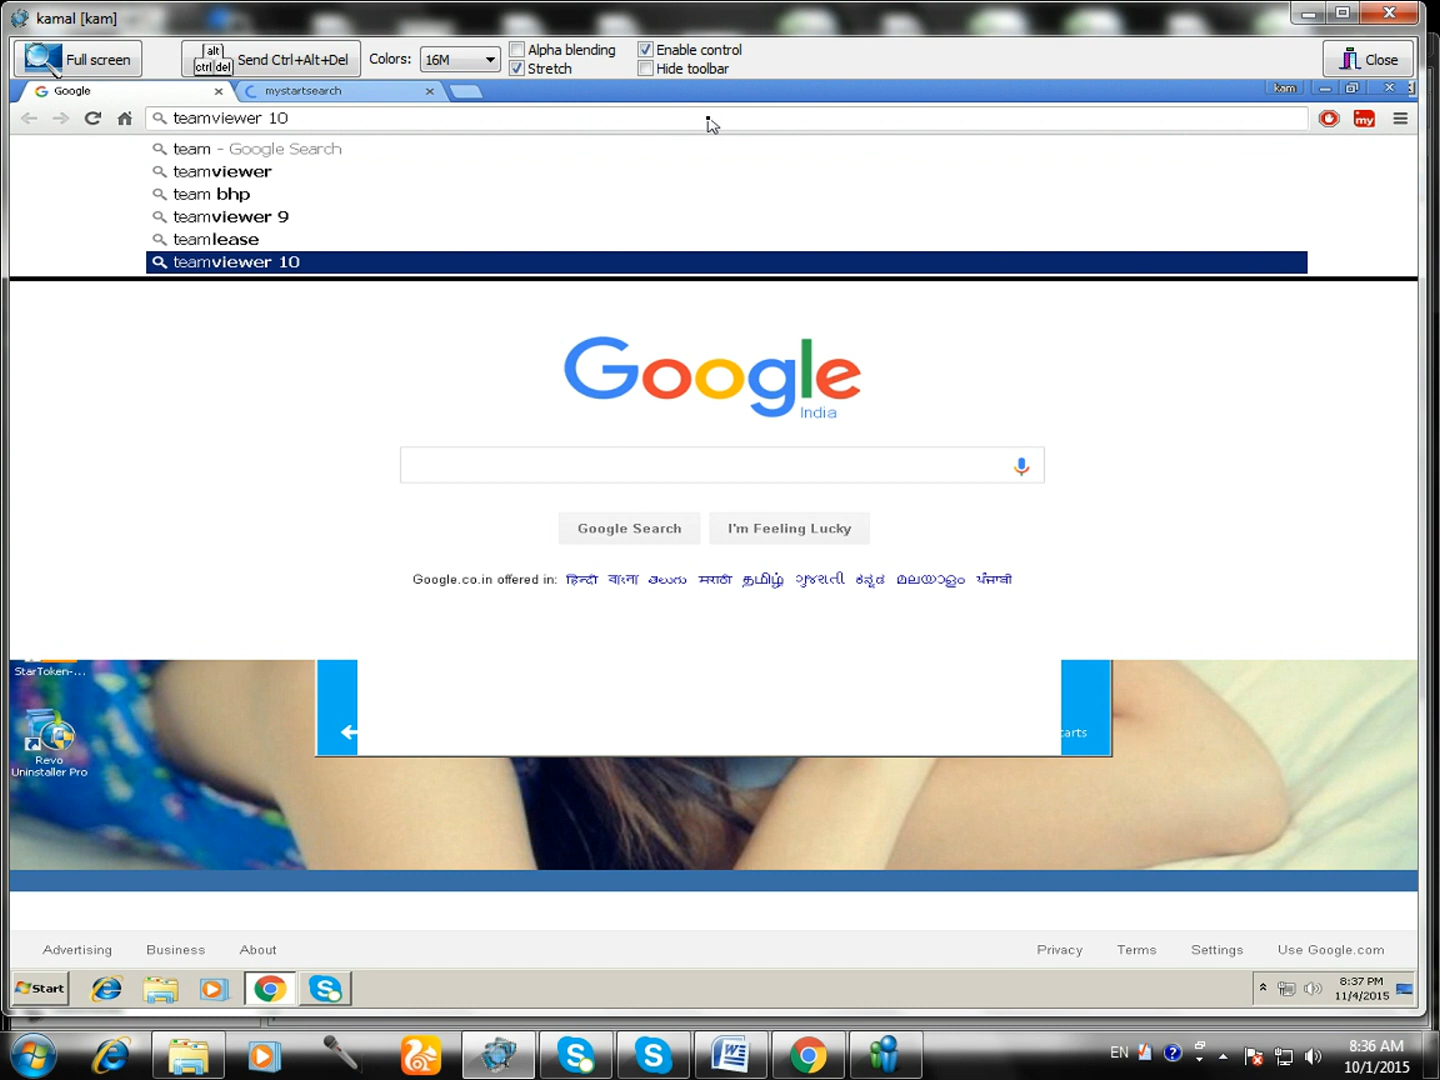 kamal [kam]
Full screen
alt
ctrl del
Send Ctrl+Alt+Del
Colors:
16M
Alpha blending
Stretch
Enable control
Hide toolbar
Close
Google
mystartsearch
kam
teamviewer 10
my
team - Google Search
teamviewer
team bhp
teamviewer 9
teamlease
teamviewer 10
Google
India
Google Search
I'm Feeling Lucky
Google.co.in offered in: हिन्दी বাংলা తెలుగు मराठी தமிழ் ગુજરાતી ಕನ್ನಡ മലയാളം ਪੰਜਾਬੀ
StarToken-...
Revo
Uninstaller Pro
tarts
Advertising
Business
About
Privacy
Terms
Settings
Use Google.com
Start
8:37 PM
11/4/2015
EN
8:36 AM
10/1/2015